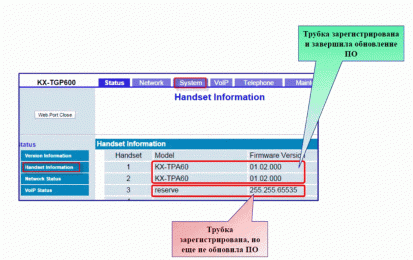 Трубка зарегистрирована
и завершила обновление
ПО
KX-TGP600
Status Network System VoIP Telephone
Handset Information
Web Port Close
Status
Handset Information
Version Information
Handset Model Firmware Version
Handset Information
1 KX-TPA60 01.02.000
Network Status
2 KX-TPA60 01.02.000
VoIP Status
3 reserve 255.255.65535
Трубка
зарегистрирована, но
еще не обновила ПО